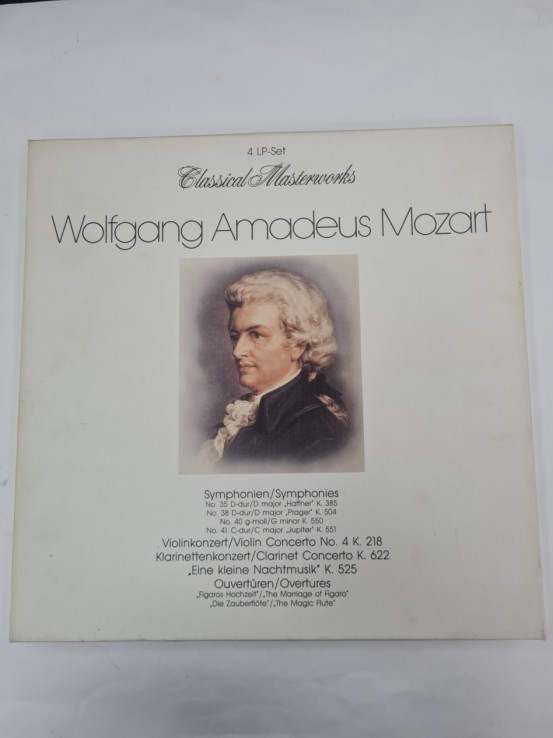 4 LP-Set
Classical Masterworks
Wolfgang Amadeus Mozart
Symphonien/Symphonies
No. 35 D-dur/D major „Haffner" K. 385
No. 38 D-dur/D major „Prager" K. 504
No. 40 g-moll/G minor K. 550
No. 41 C-dur/C major „Jupiter" K. 551
Violinkonzert/Violin Concerto No. 4 K. 218
Klarinettenkonzert/Clarinet Concerto K. 622
„Eine kleine Nachtmusik" K. 525
Ouvertüren/Overtures
„Figaros Hochzeit"/„The Marriage of Figaro"
„Die Zauberflöte"/„The Magic Flute"